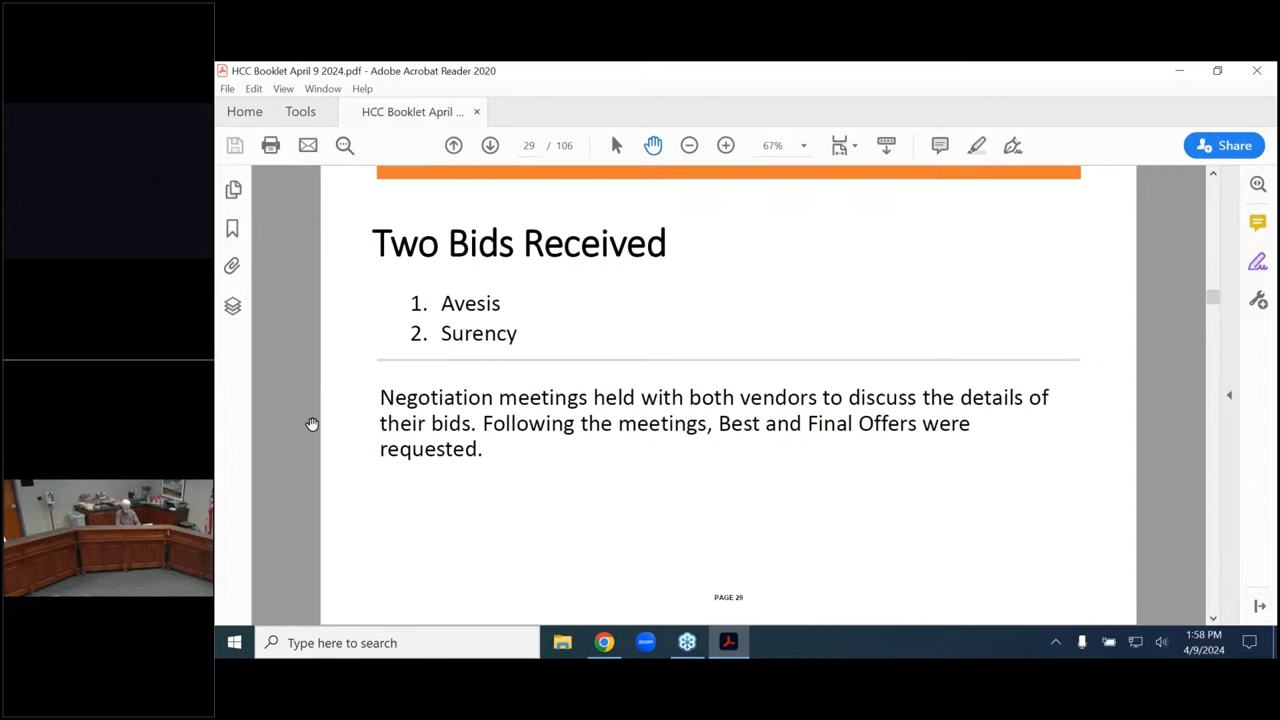 HCC Booklet April 9 2024.pdf - Adobe Acrobat Reader 2020
File Edit View Window Help
Home Tools HCC Booklet April ... ×
29 / 106 67% Share
Two Bids Received
1. Avesis
2. Surency
Negotiation meetings held with both vendors to discuss the details of
their bids. Following the meetings, Best and Final Offers were
requested.
PAGE 29
Type here to search
zoom
1:58 PM
4/9/2024